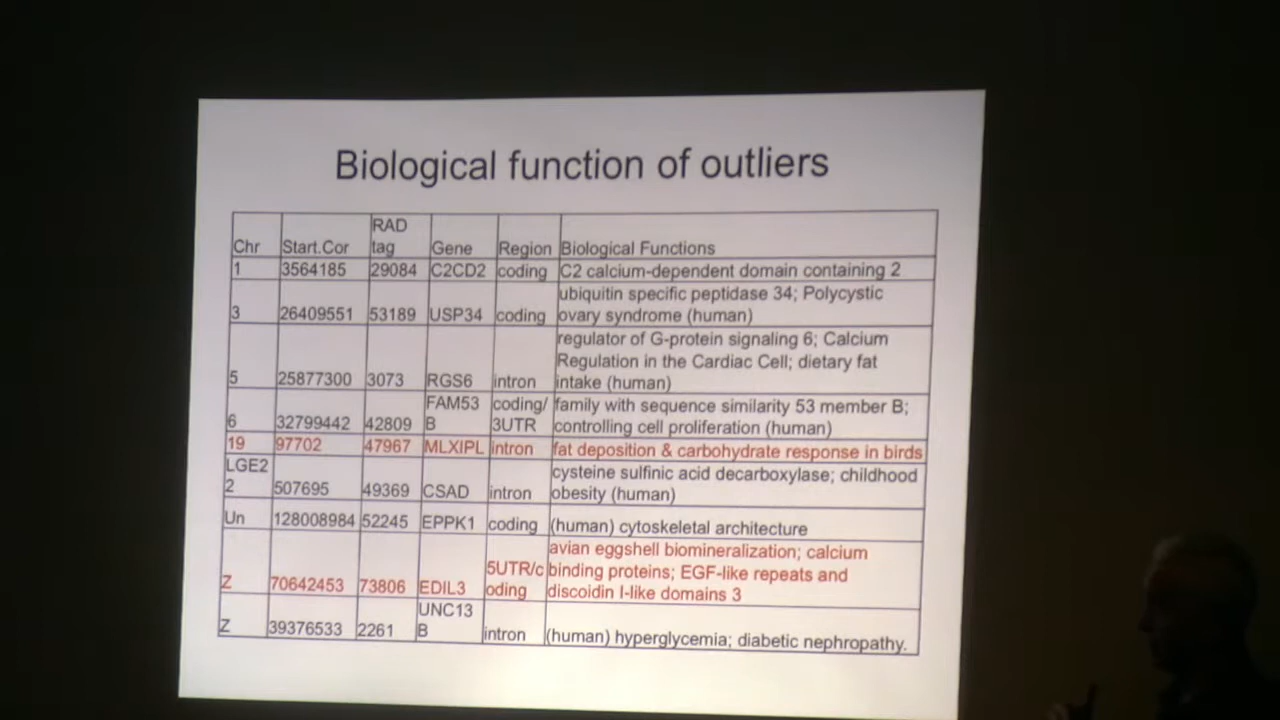 Biological function of outliers
Chr Start.Cor RAD tag Gene Region Biological Functions
1 3564185 29084 C2CD2 coding C2 calcium-dependent domain containing 2
3 26409551 53189 USP34 coding ubiquitin specific peptidase 34; Polycystic
ovary syndrome (human)
5 25877300 3073 RGS6 intron regulator of G-protein signaling 6; Calcium
Regulation in the Cardiac Cell; dietary fat
intake (human)
6 32799442 42809 FAM53 B coding/ 3UTR family with sequence similarity 53 member B;
controlling cell proliferation (human)
19 97702 47967 MLXIPL intron fat deposition & carbohydrate response in birds
LGE2 2 507695 49369 CSAD intron cysteine sulfinic acid decarboxylase; childhood
obesity (human)
Un 128008984 52245 EPPK1 coding (human) cytoskeletal architecture
Z 70642453 73806 EDIL3 5UTR/c oding avian eggshell biomineralization; calcium
binding proteins; EGF-like repeats and
discoidin I-like domains 3
Z 39376533 2261 UNC13 B intron (human) hyperglycemia; diabetic nephropathy.